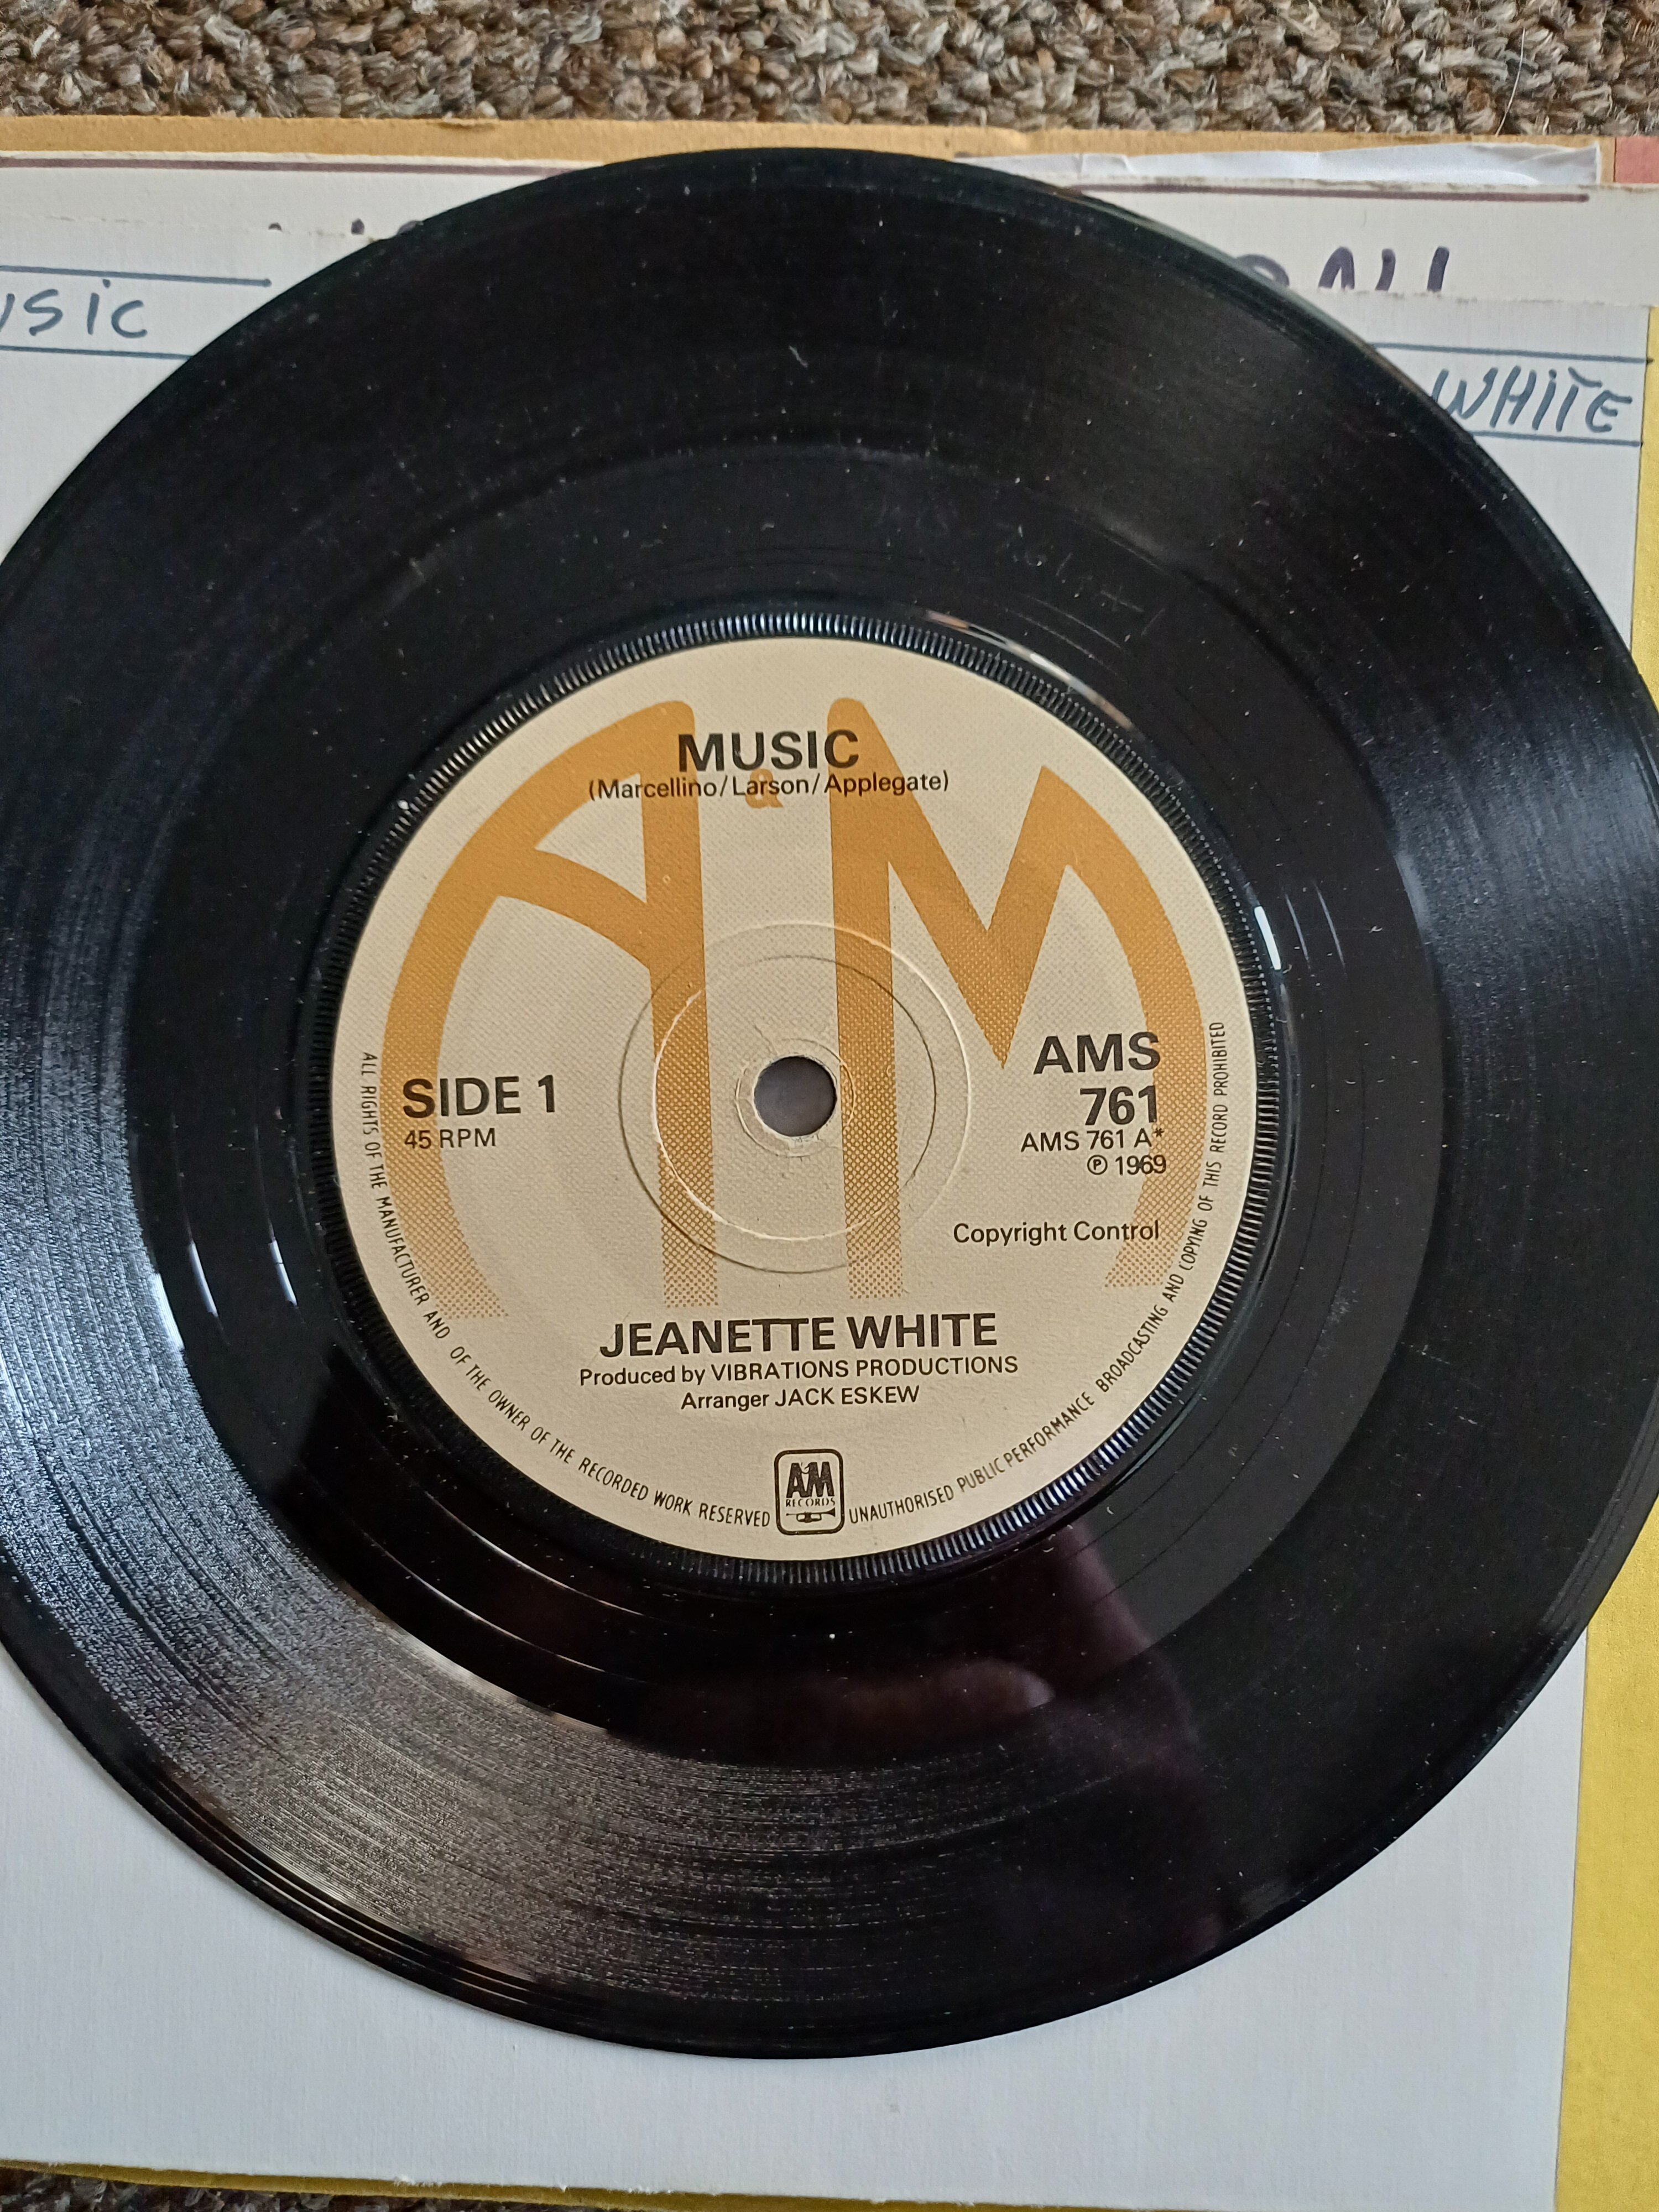 USIC
WHITE
MUSIC
(Marcellino/Larson/Applegate)
A&M
SIDE 1
45 RPM
AMS
761
AMS 761 A*
℗ 1969
Copyright Control
JEANETTE WHITE
Produced by VIBRATIONS PRODUCTIONS
Arranger JACK ESKEW
ALL RIGHTS OF THE MANUFACTURER AND OF THE OWNER OF THE RECORDED WORK RESERVED
AM
RECORDS
UNAUTHORISED PUBLIC PERFORMANCE BROADCASTING AND COPYING OF THIS RECORD PROHIBITED